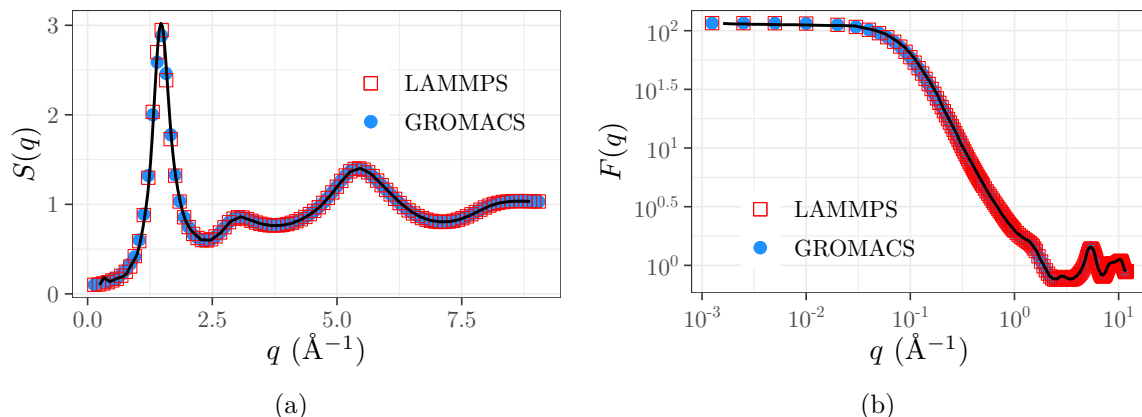 3
2
1
0
S(q)
LAMMPS
GROMACS
0.0 2.5 5.0 7.5
q (Å⁻¹)
(a)
10²
10^1.5
10¹
10^0.5
10⁰
F(q)
LAMMPS
GROMACS
10⁻³ 10⁻² 10⁻¹ 10⁰ 10¹
q (Å⁻¹)
(b)